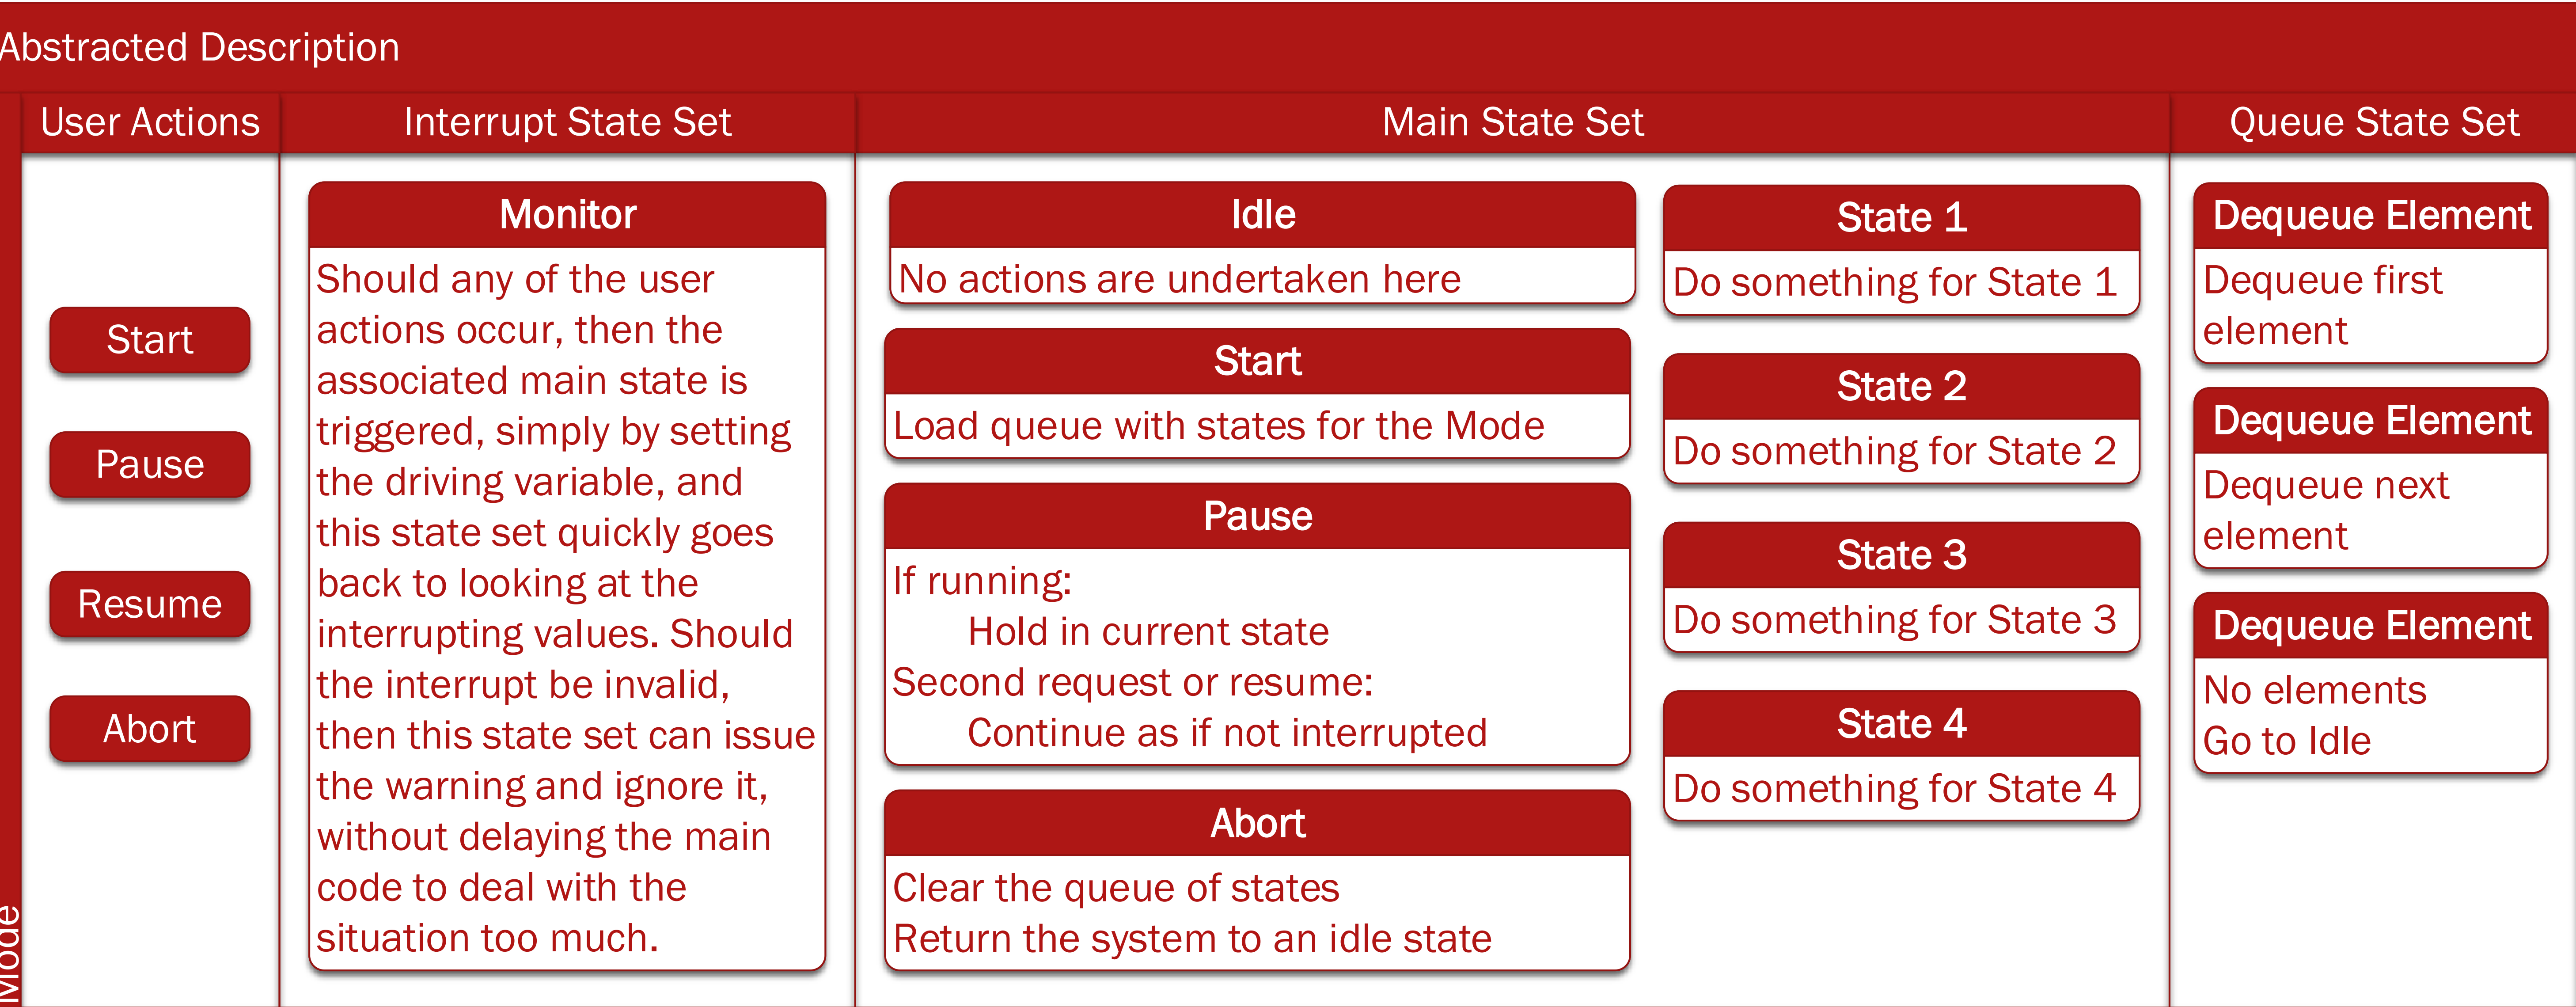 Abstracted Description
User Actions
Interrupt State Set
Main State Set
Queue State Set
Mode
Start
Pause
Resume
Abort
Monitor
Should any of the user
actions occur, then the
associated main state is
triggered, simply by setting
the driving variable, and
this state set quickly goes
back to looking at the
interrupting values. Should
the interrupt be invalid,
then this state set can issue
the warning and ignore it,
without delaying the main
code to deal with the
situation too much.
Idle
No actions are undertaken here
Start
Load queue with states for the Mode
Pause
If running:
Hold in current state
Second request or resume:
Continue as if not interrupted
Abort
Clear the queue of states
Return the system to an idle state
State 1
Do something for State 1
State 2
Do something for State 2
State 3
Do something for State 3
State 4
Do something for State 4
Dequeue Element
Dequeue first
element
Dequeue Element
Dequeue next
element
Dequeue Element
No elements
Go to Idle